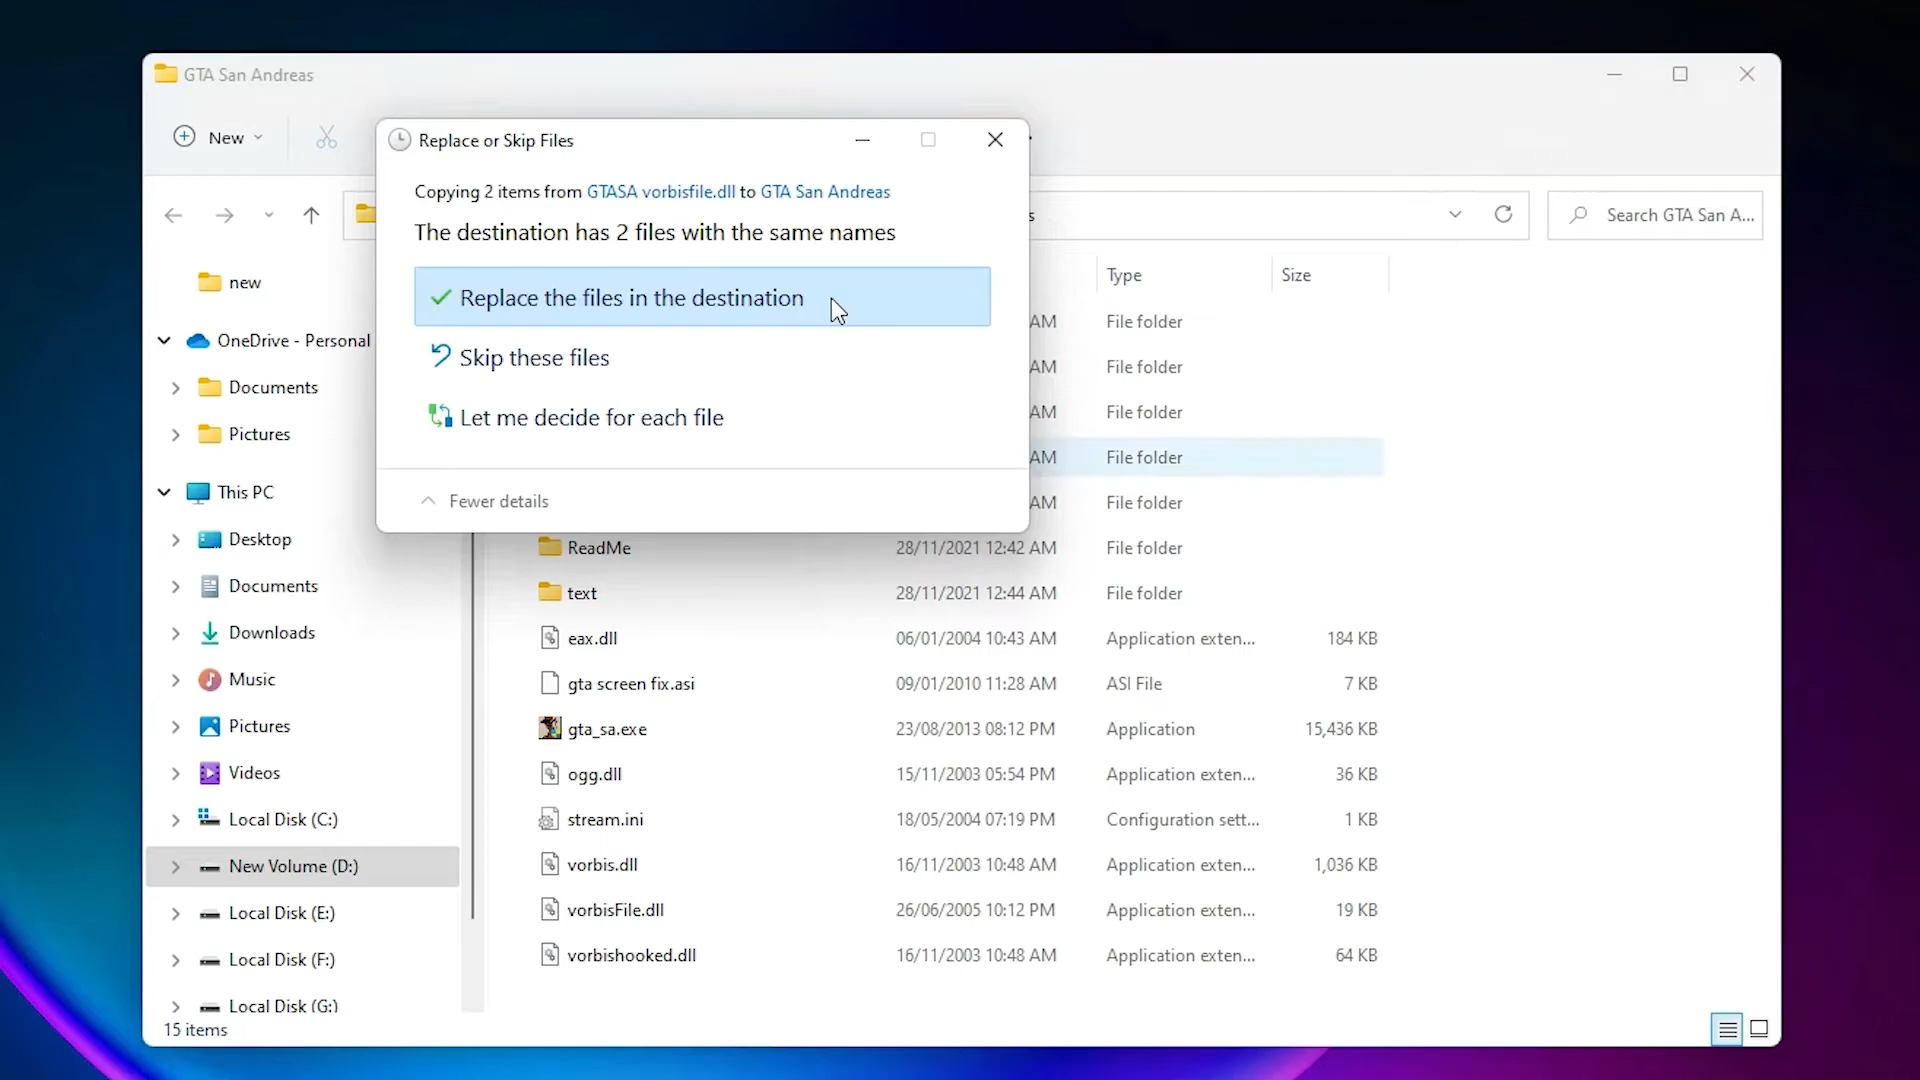 GTA San Andreas
New
Replace or Skip Files
Copying 2 items from GTASA vorbisfile.dll to GTA San Andreas
The destination has 2 files with the same names
Replace the files in the destination
Skip these files
Let me decide for each file
Fewer details
s
Search GTA San A...
Type
Size
new
OneDrive - Personal
Documents
Pictures
This PC
Desktop
Documents
Downloads
Music
Pictures
Videos
Local Disk (C:)
New Volume (D:)
Local Disk (E:)
Local Disk (F:)
Local Disk (G:)
AM File folder
AM File folder
AM File folder
AM File folder
AM File folder
ReadMe 28/11/2021 12:42 AM File folder
text 28/11/2021 12:44 AM File folder
eax.dll 06/01/2004 10:43 AM Application exten... 184 KB
gta screen fix.asi 09/01/2010 11:28 AM ASI File 7 KB
gta_sa.exe 23/08/2013 08:12 PM Application 15,436 KB
ogg.dll 15/11/2003 05:54 PM Application exten... 36 KB
stream.ini 18/05/2004 07:19 PM Configuration sett... 1 KB
vorbis.dll 16/11/2003 10:48 AM Application exten... 1,036 KB
vorbisFile.dll 26/06/2005 10:12 PM Application exten... 19 KB
vorbishooked.dll 16/11/2003 10:48 AM Application exten... 64 KB
15 items